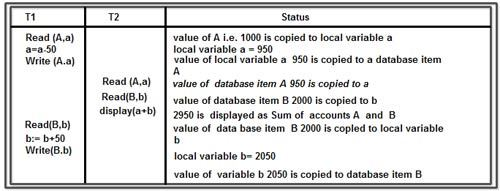 T1 T2 Status
Read (A,a) value of A i.e. 1000 is copied to local variable a
a=a-50 local variable a = 950
Write (A.a) value of local variable a 950 is copied to a database item
A
Read (A,a) value of database item A 950 is copied to a
Read(B,b) value of database item B 2000 is copied to b
display(a+b) 2950 is displayed as Sum of accounts A and B
Read(B,b) value of data base item B 2000 is copled to local variable
b
b:= b+50 local variable b= 2050
Write(B.b)
value of variable b 2050 is copied to database item B